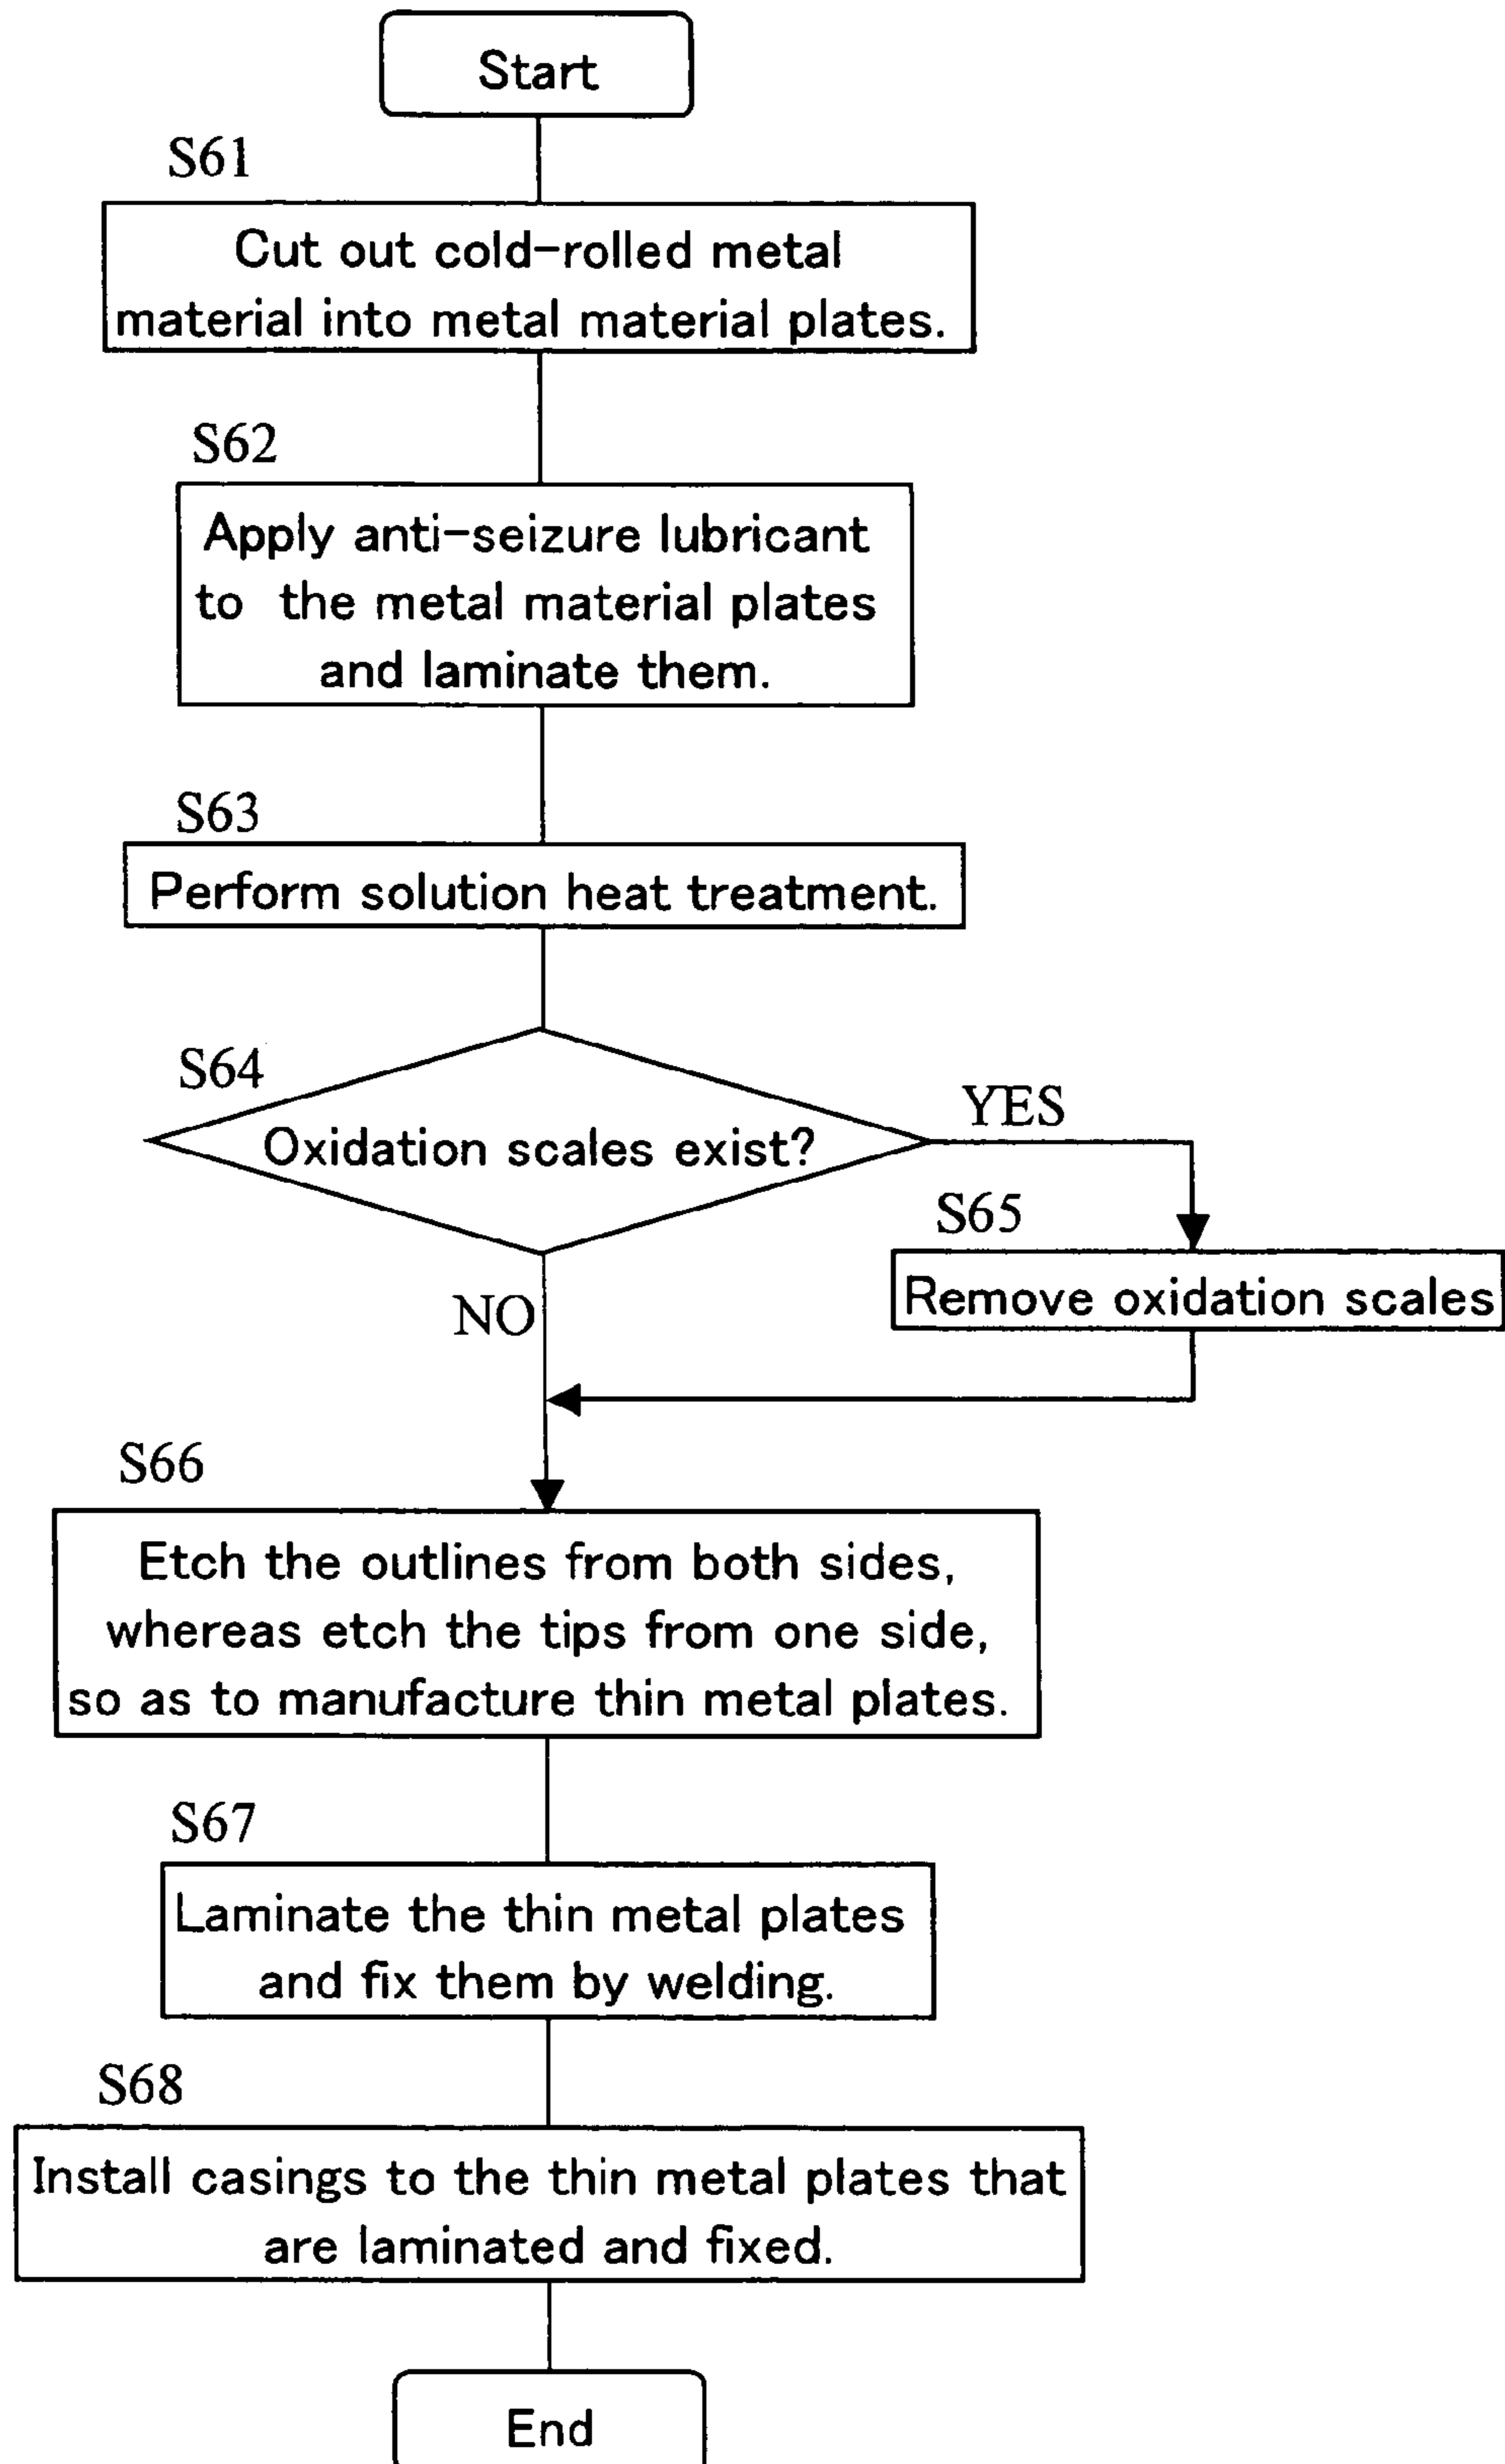 Start
S61
Cut out cold-rolled metal
material into metal material plates.
S62
Apply anti-seizure lubricant
to the metal material plates
and laminate them.
S63
Perform solution heat treatment.
S64
Oxidation scales exist?
YES
S65
Remove oxidation scales
NO
S66
Etch the outlines from both sides,
whereas etch the tips from one side,
so as to manufacture thin metal plates.
S67
Laminate the thin metal plates
and fix them by welding.
S68
Install casings to the thin metal plates that
are laminated and fixed.
End